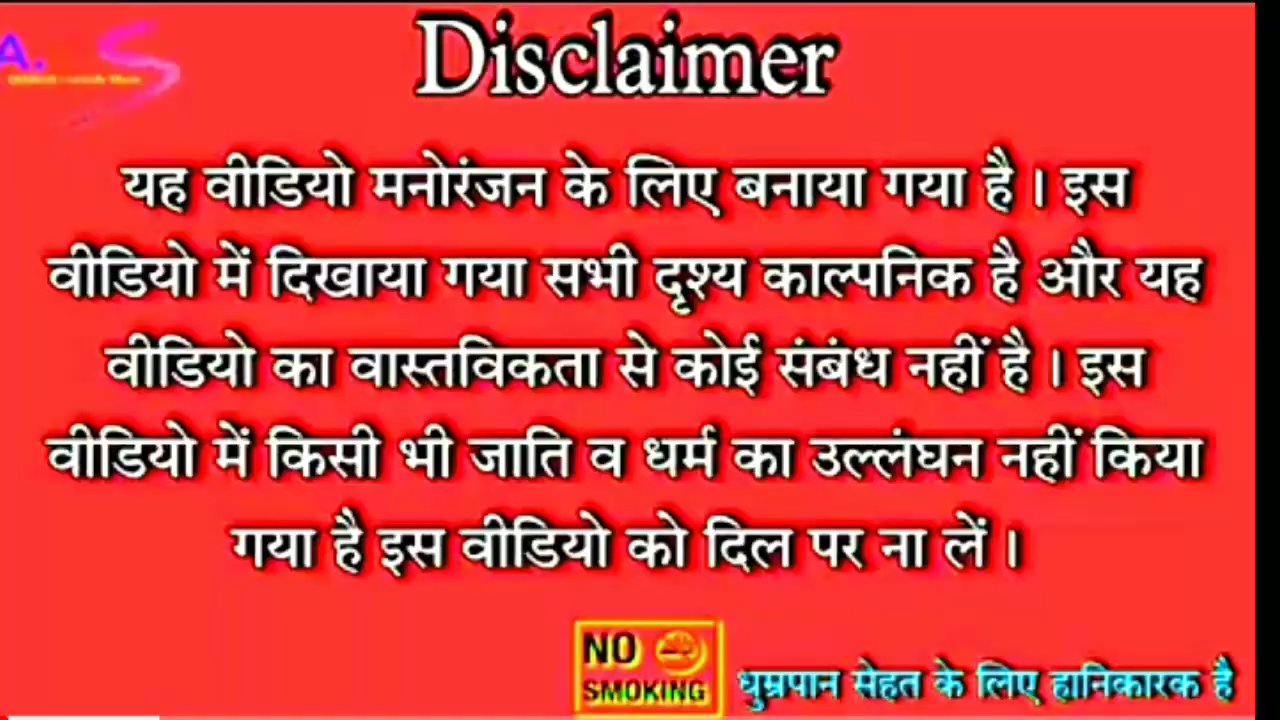 Disclaimer
यह वीडियो मनोरंजन के लिए बनाया गया है । इस
वीडियो में दिखाया गया सभी दृश्य काल्पनिक है और यह
वीडियो का वास्तविकता से कोई संबंध नहीं है । इस
वीडियो में किसी भी जाति व धर्म का उल्लंघन नहीं किया
गया है इस वीडियो को दिल पर ना लें ।
A. S
NO
SMOKING
धुम्रपान सेहत के लिए हानिकारक है